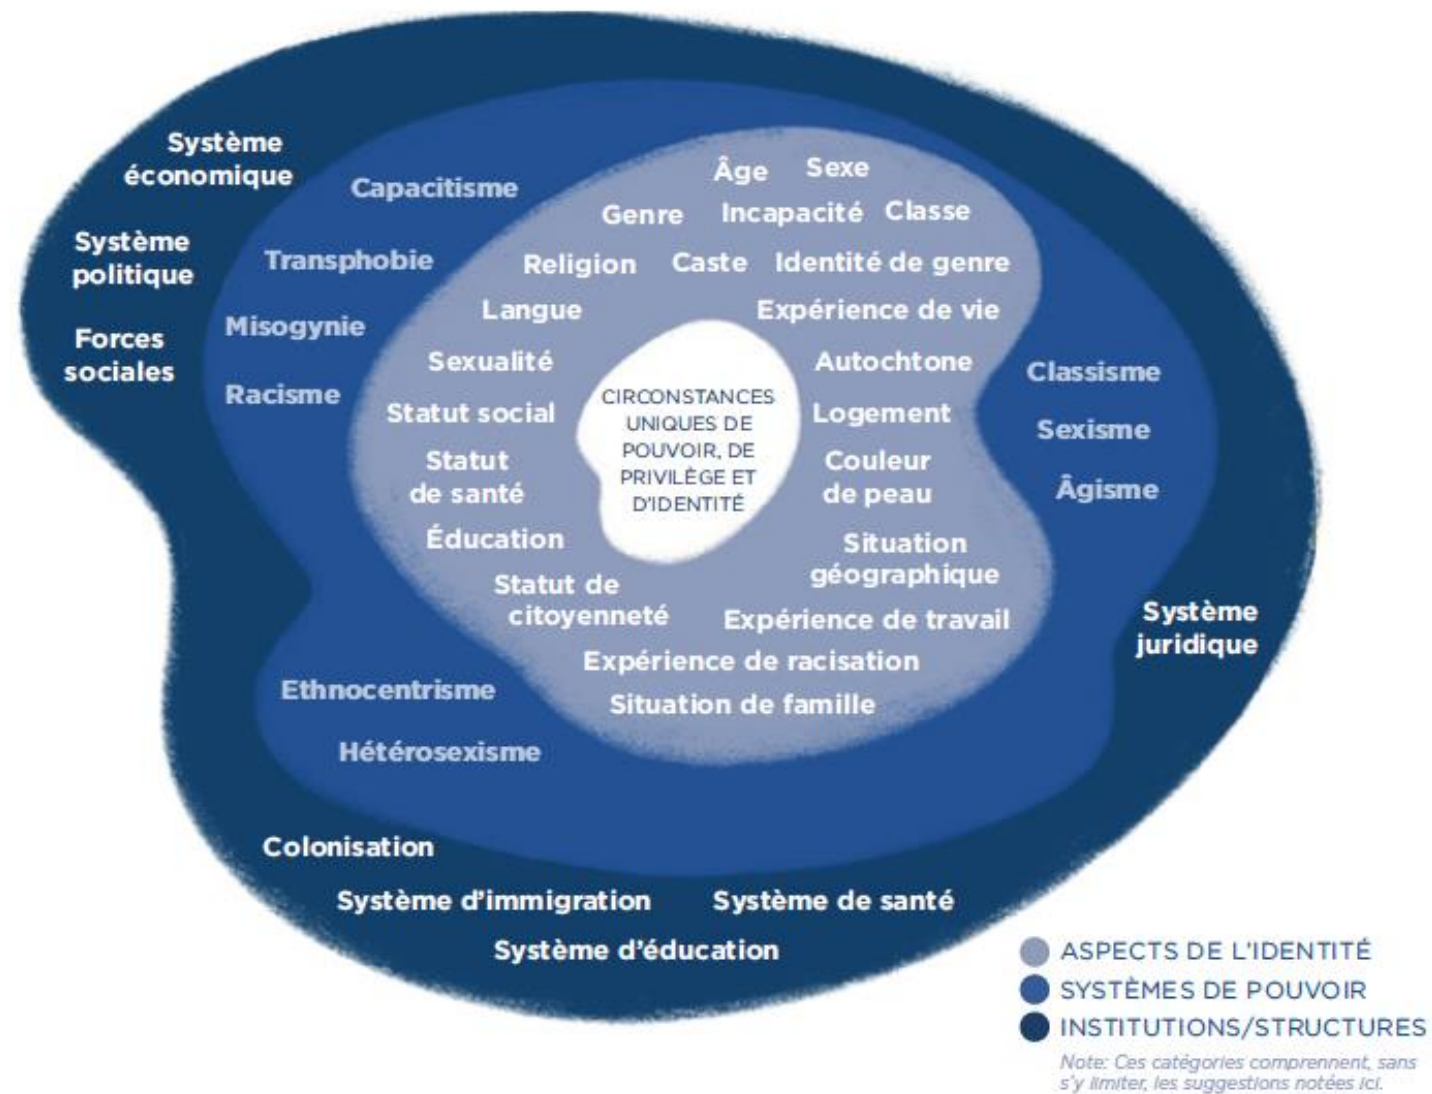 Système
économique
Système
politique
Forces
sociales
Capacitisme
Transphobie
Misogynie
Racisme
Âge
Sexe
Genre
Incapacité
Classe
Religion
Caste
Identité de genre
Langue
Expérience de vie
Sexualité
Autochtone
Statut social
Logement
Statut
de santé
Couleur
de peau
Éducation
Situation
géographique
Statut de
citoyenneté
Expérience de travail
Expérience de racisation
Situation de famille
CIRCONSTANCES
UNIQUES DE
POUVOIR, DE
PRIVILÈGE ET
D'IDENTITÉ
Classisme
Sexisme
Âgisme
Système
juridique
Ethnocentrisme
Hétérosexisme
Colonisation
Système d'immigration
Système de santé
Système d'éducation
ASPECTS DE L'IDENTITÉ
SYSTÈMES DE POUVOIR
INSTITUTIONS/STRUCTURES
Note: Ces catégories comprennent, sans
s'y limiter, les suggestions notées ici.